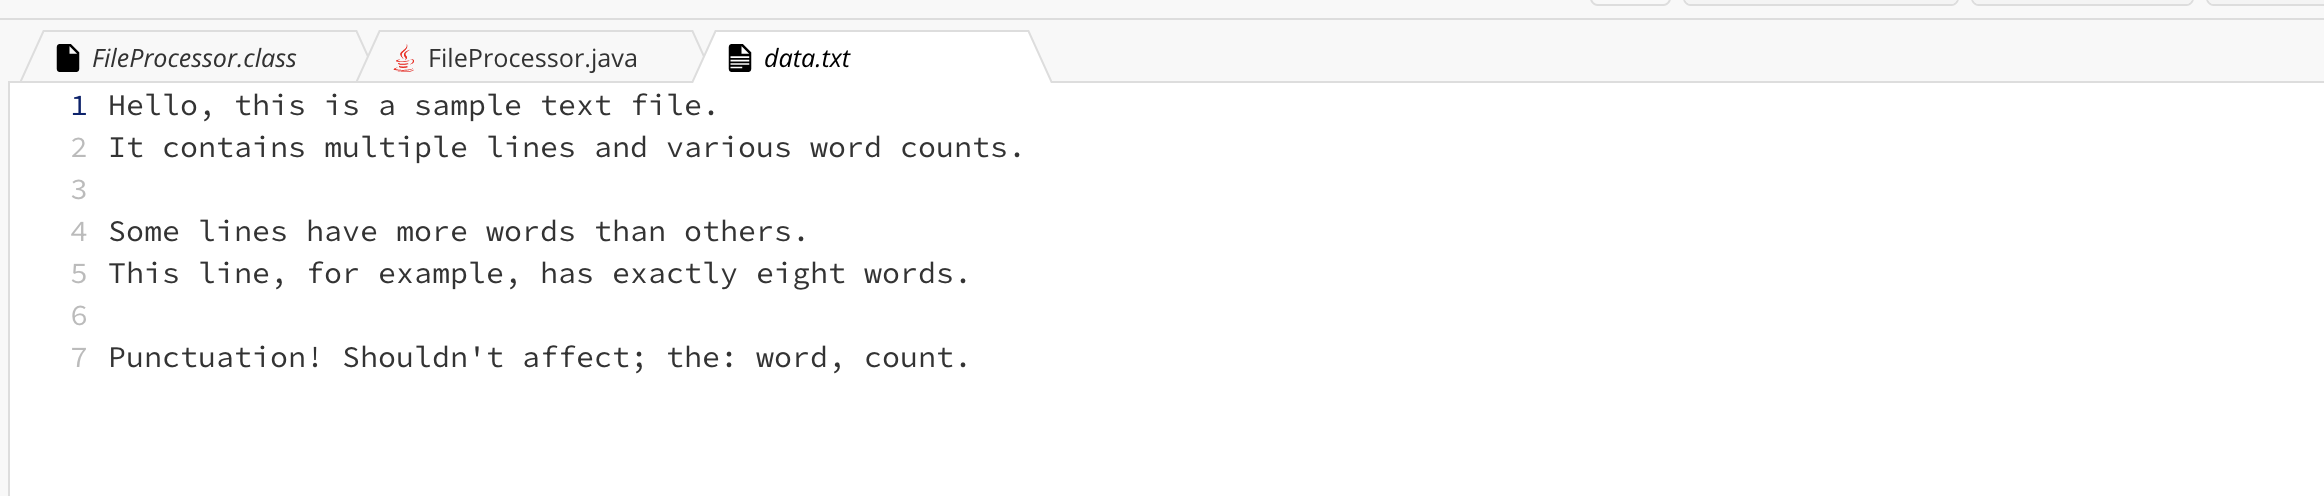 FileProcessor.class FileProcessor.java data.txt
1 Hello, this is a sample text file.
2 It contains multiple lines and various word counts.
3
4 Some lines have more words than others.
5 This line, for example, has exactly eight words.
6
7 Punctuation! Shouldn't affect; the: word, count.